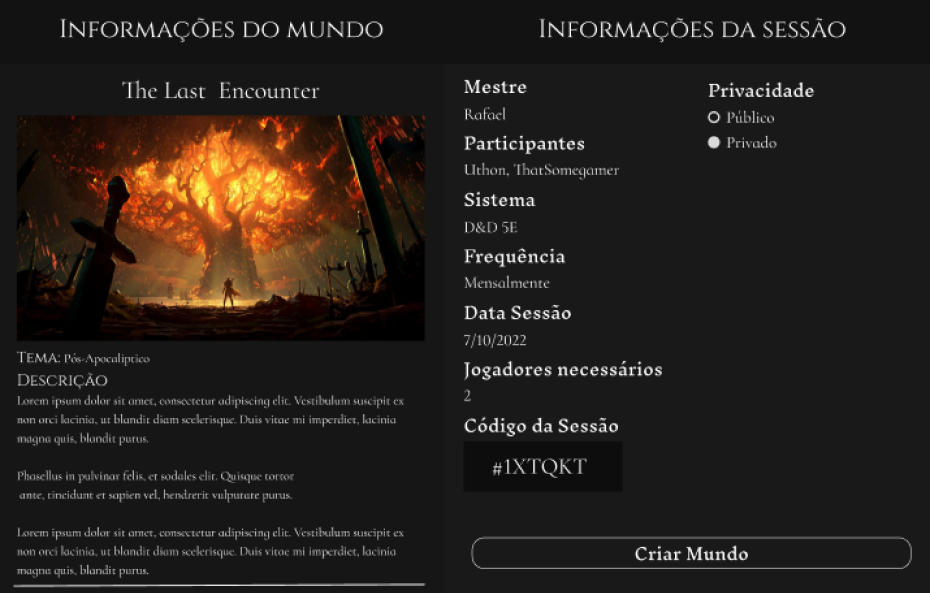 Informações do mundo
The Last Encounter
Tema: Pós-Apocaliptico
Descrição
Lorem ipsum dolor sit amet, consectetur adipiscing elit. Vestibulum suscipit ex
non orci lacinia, ut blandit diam scelerisque. Duis vitae mi imperdiet, lacinia
magna quis, blandit purus.
Phasellus in pulvinar felis, et sodales elit. Quisque tortor
ante, tincidunt et sapien vel, hendrerit vulputate purus.
Lorem ipsum dolor sit amet, consectetur adipiscing elit. Vestibulum suscipit ex
non orci lacinia, ut blandit diam scelerisque. Duis vitae mi imperdiet, lacinia
magna quis, blandit purus.
Informações da sessão
Mestre
Rafael
Participantes
Uthon, ThatSomegamer
Sistema
D&D 5E
Frequência
Mensalmente
Data Sessão
7/10/2022
Jogadores necessários
2
Código da Sessão
#1XTQKT
Privacidade
Público
Privado
Criar Mundo